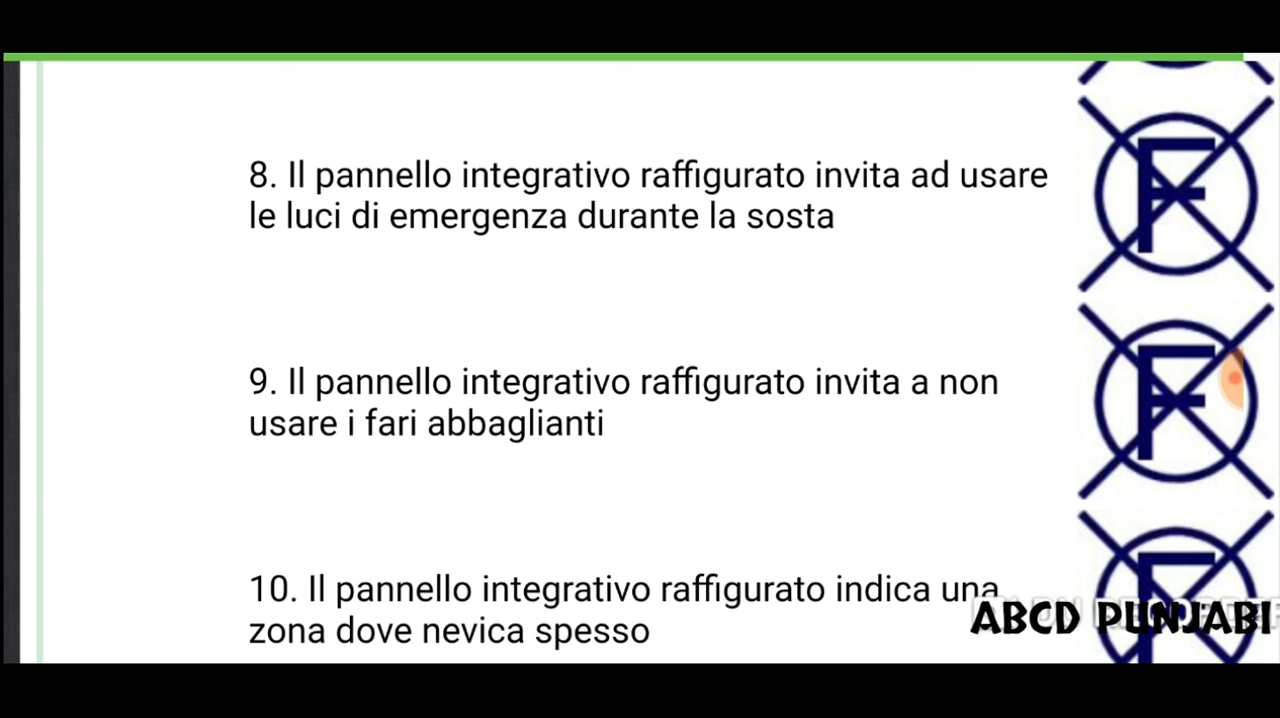 8. Il pannello integrativo raffigurato invita ad usare
le luci di emergenza durante la sosta
F
9. Il pannello integrativo raffigurato invita a non
usare i fari abbaglianti
F
10. Il pannello integrativo raffigurato indica una
zona dove nevica spesso
F
ABCD PUNJABI